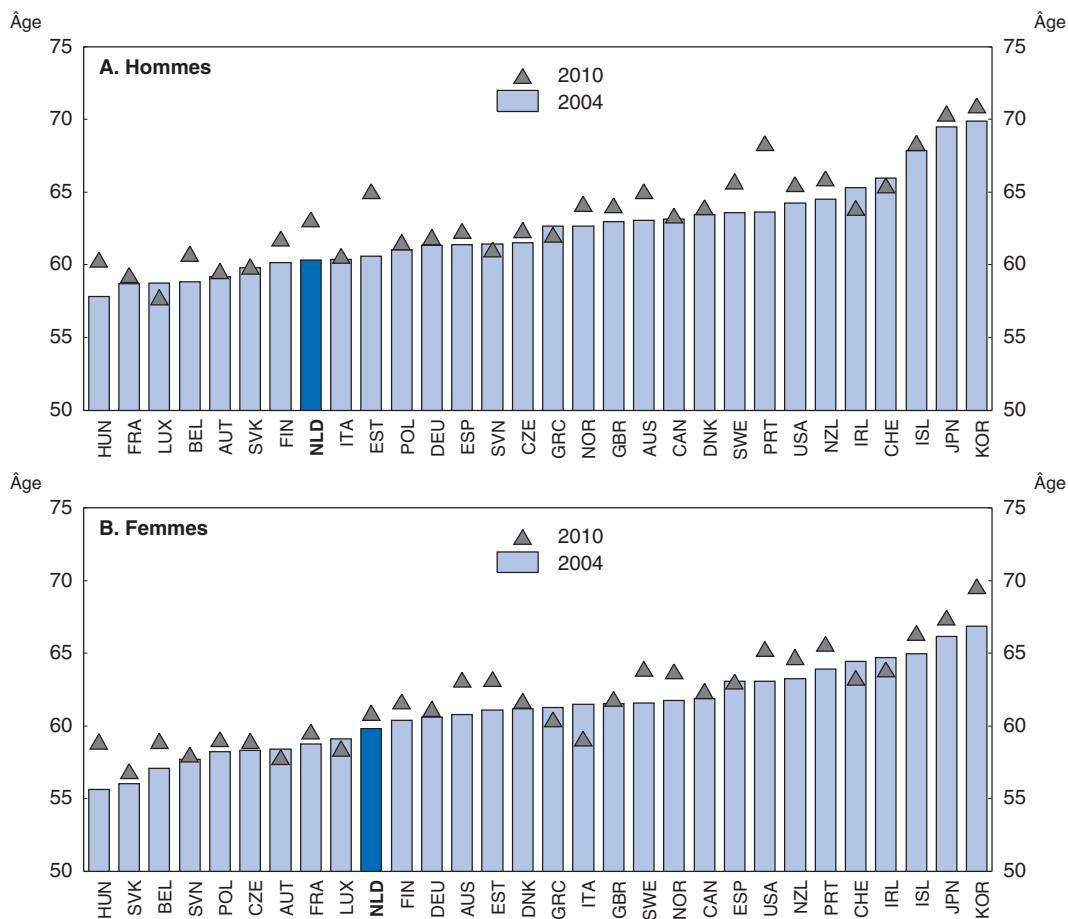 Âge Âge
75 75
A. Hommes
2010
2004
70 70
65 65
60 60
55 55
50 50
HUN FRA LUX BEL AUT SVK FIN NLD ITA EST POL DEU ESP SVN CZE GRC NOR GBR AUS CAN DNK SWE PRT USA NZL IRL CHE ISL JPN KOR
Âge Âge
75 75
B. Femmes
2010
2004
70 70
65 65
60 60
55 55
50 50
HUN SVK BEL SVN POL CZE AUT FRA LUX NLD FIN DEU AUS EST DNK GRC ITA GBR SWE NOR CAN ESP USA NZL PRT CHE IRL ISL JPN KOR